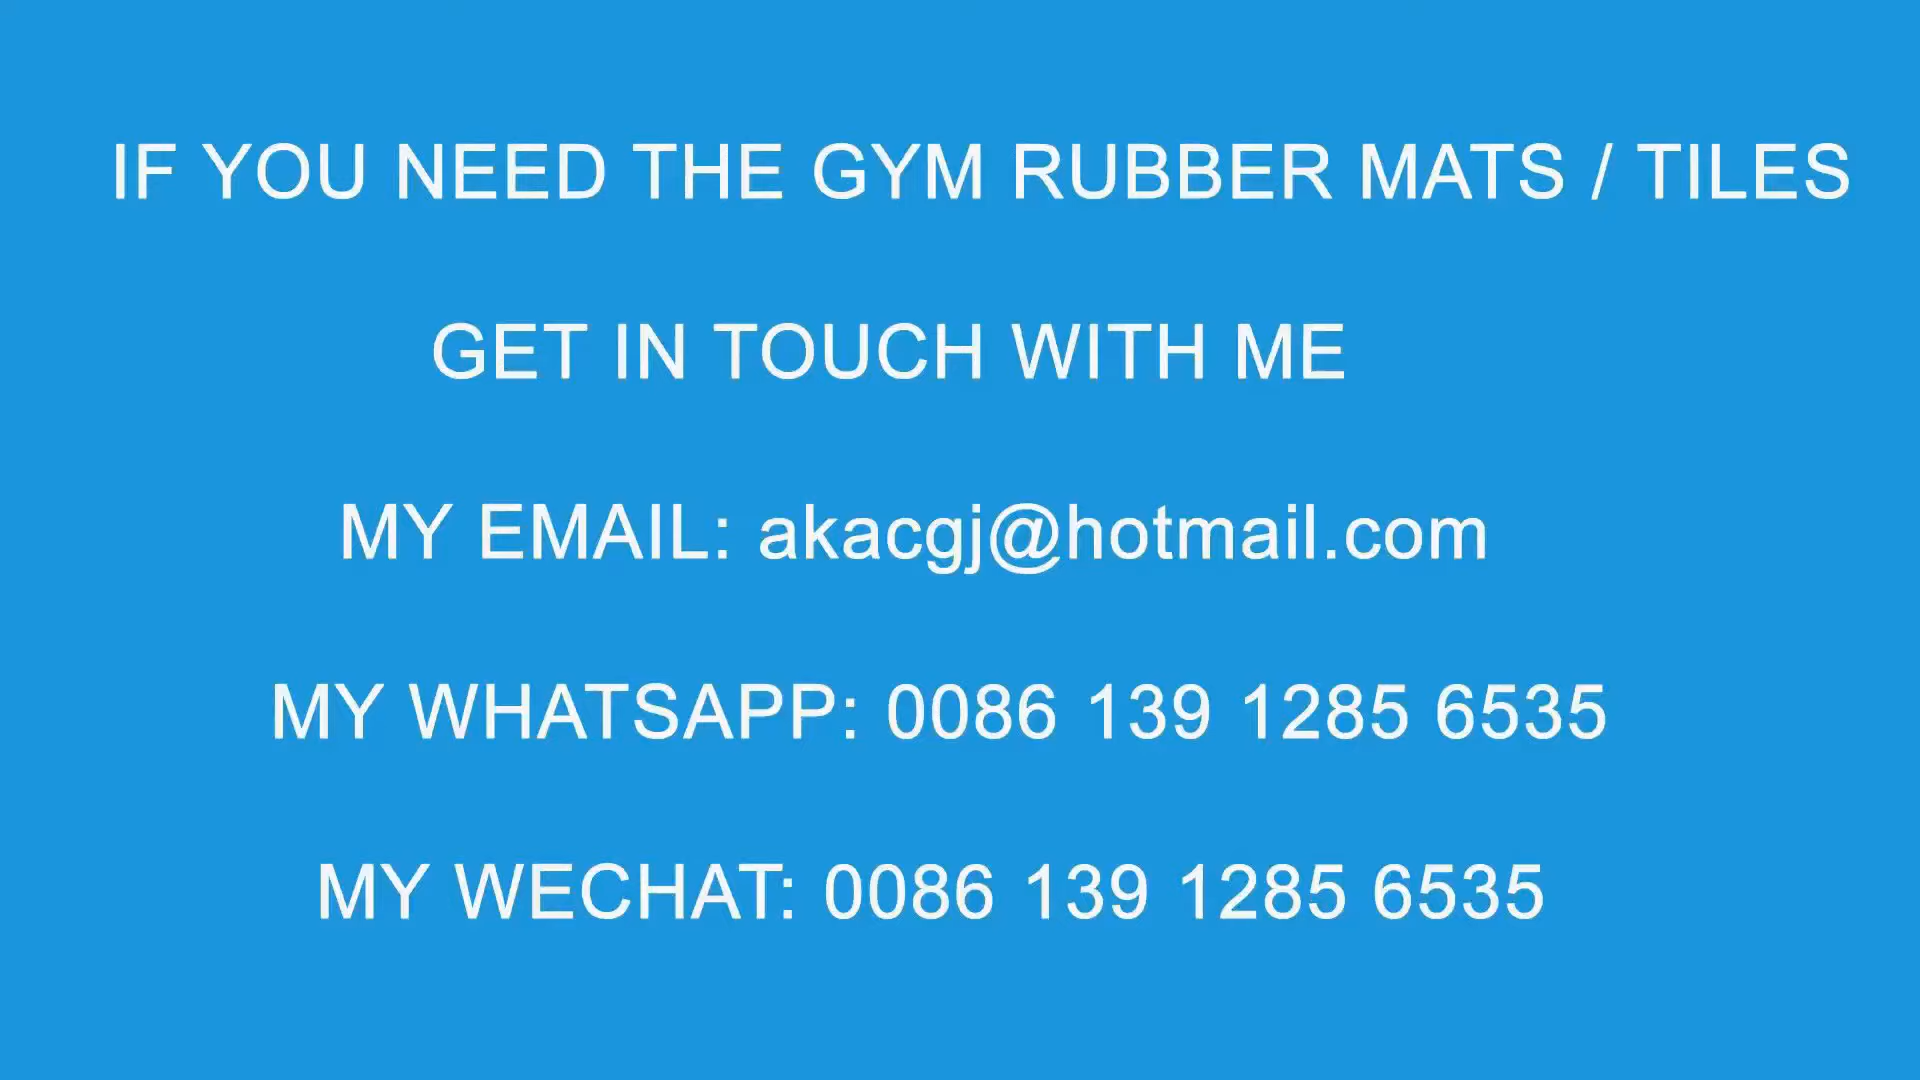 IF YOU NEED THE GYM RUBBER MATS / TILES
GET IN TOUCH WITH ME
MY EMAIL: akacgj@hotmail.com
MY WHATSAPP: 0086 139 1285 6535
MY WECHAT: 0086 139 1285 6535